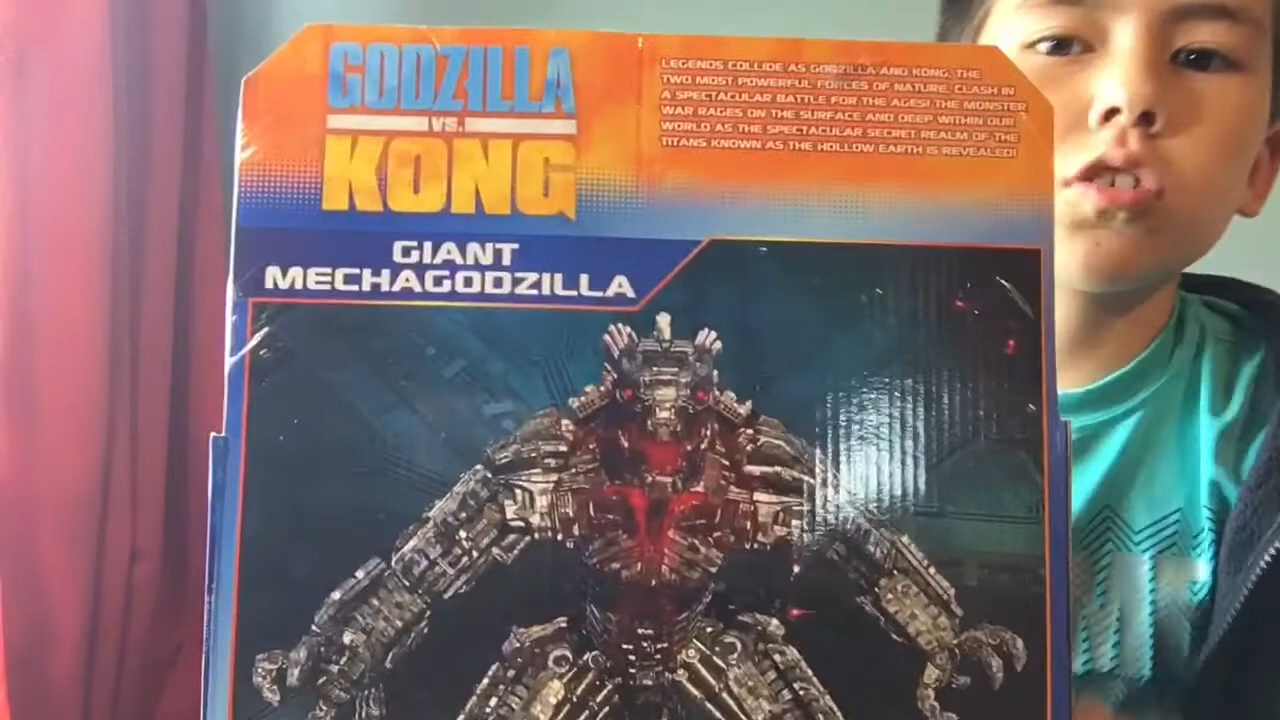 GODZILLA
VS.
KONG
LEGENDS COLLIDE AS GODZILLA AND KONG, THE
TWO MOST POWERFUL FORCES OF NATURE, CLASH IN
A SPECTACULAR BATTLE FOR THE AGES! THE MONSTER
WAR RAGES ON THE SURFACE AND DEEP WITHIN OUR
WORLD AS THE SPECTACULAR SECRET REALM OF THE
TITANS KNOWN AS THE HOLLOW EARTH IS REVEALED!
GIANT
MECHAGODZILLA